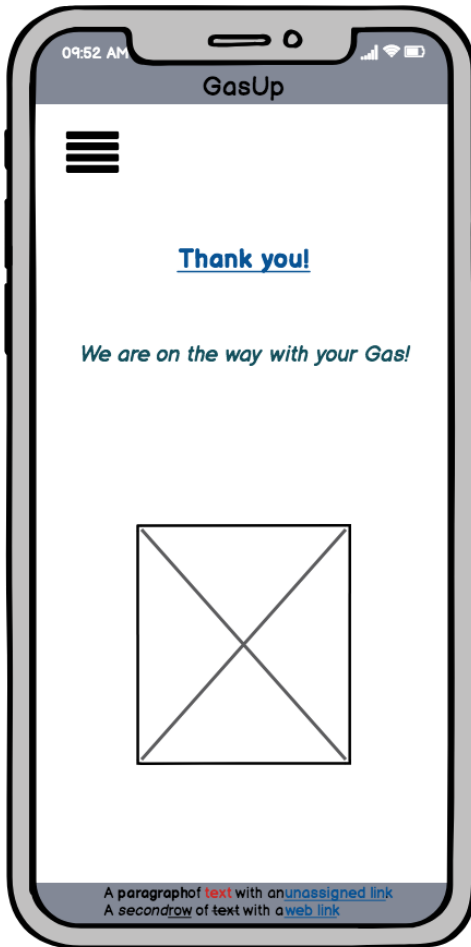 09:52 AM
GasUp
Thank you!
We are on the way with your Gas!
A paragraphof text with anunassigned link
A secondrow of text with aweb link